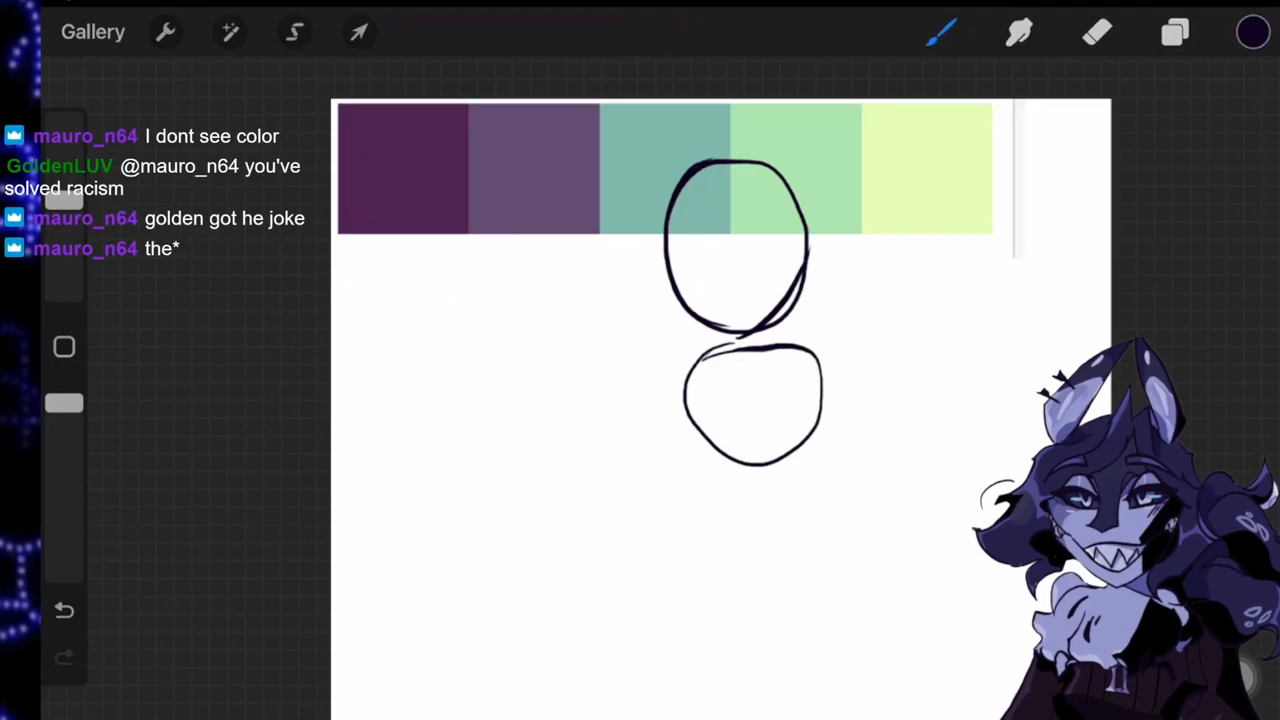 Gallery
mauro_n64 I dont see color
GoldenLUV @mauro_n64 you've
solved racism
mauro_n64 golden got he joke
mauro_n64 the*